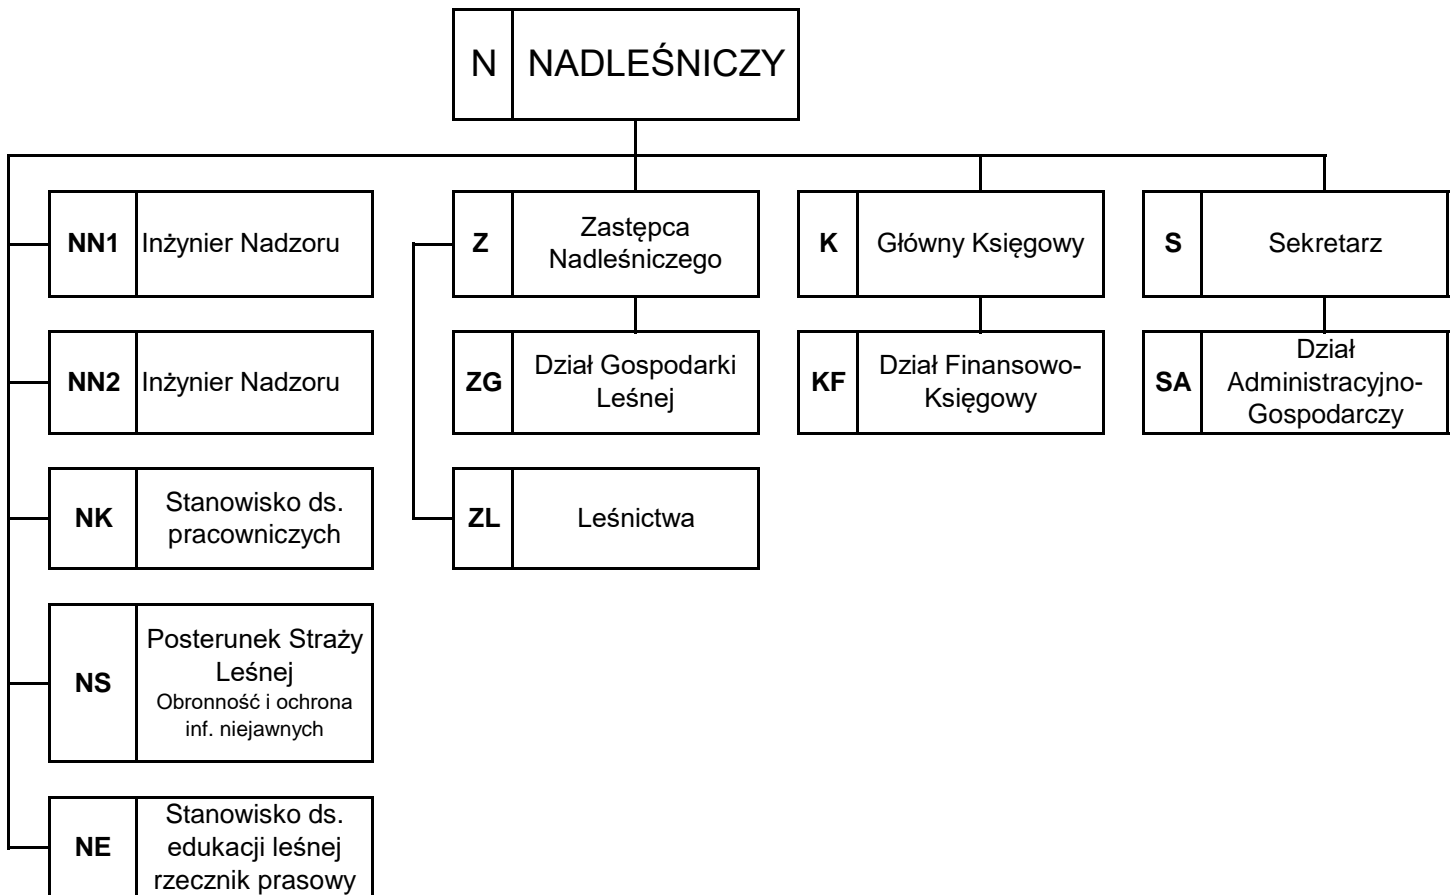 N NADLEŚNICZY
NN1 Inżynier Nadzoru
Z Zastępca
Nadleśniczego
K Główny Księgowy
S Sekretarz
NN2 Inżynier Nadzoru
ZG Dział Gospodarki
Leśnej
KF Dział Finansowo-
Księgowy
SA Dział
Administracyjno-
Gospodarczy
NK Stanowisko ds.
pracowniczych
ZL Leśnictwa
NS Posterunek Straży
Leśnej
Obronność i ochrona
inf. niejawnych
NE Stanowisko ds.
edukacji leśnej
rzecznik prasowy